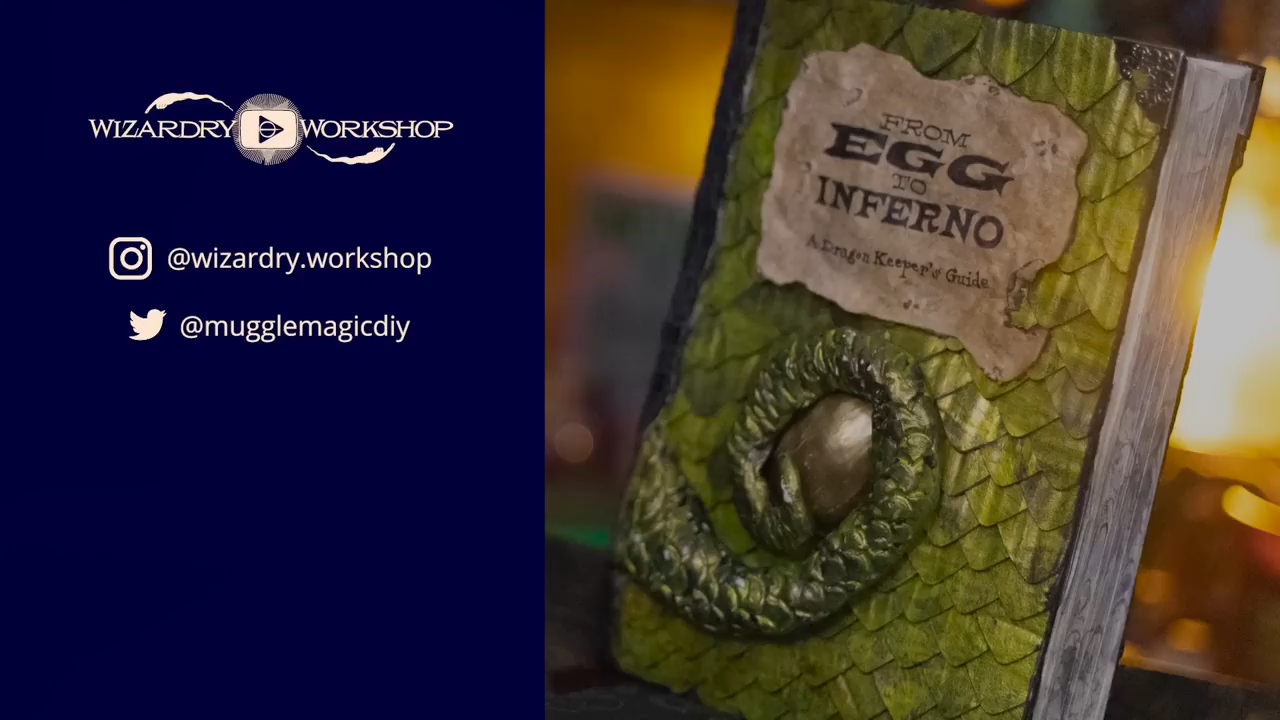 WIZARDRY WORKSHOP
@wizardry.workshop
@mugglemagicdiy
FROM
EGG
TO
INFERNO
A Dragon Keeper's Guide